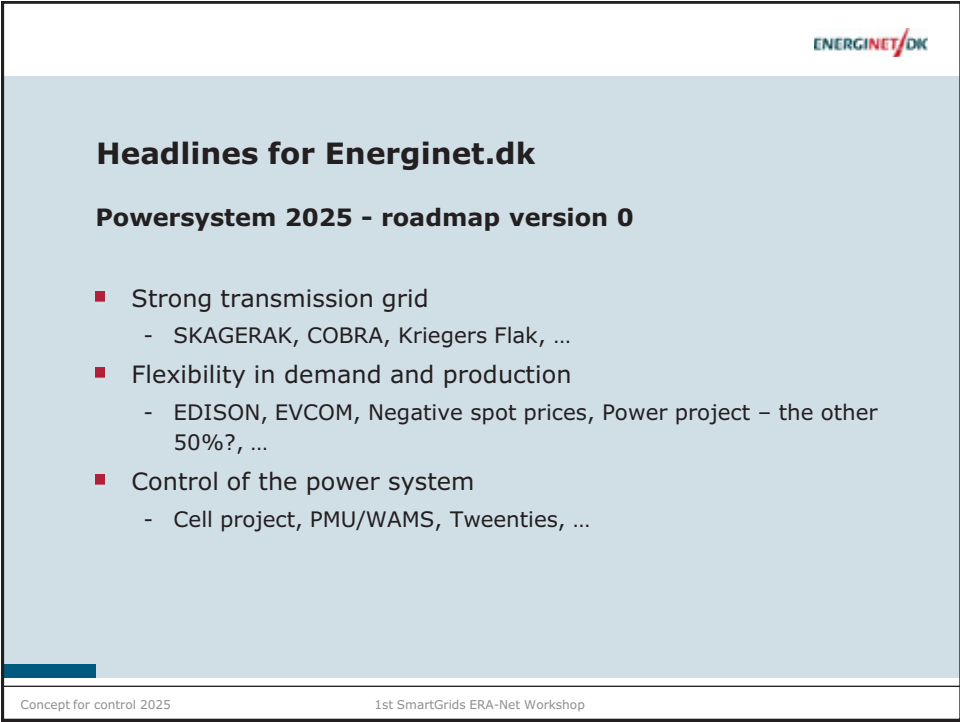 ENERGINET/DK
Headlines for Energinet.dk
Powersystem 2025 - roadmap version 0
Strong transmission grid
- SKAGERAK, COBRA, Kriegers Flak, …
Flexibility in demand and production
- EDISON, EVCOM, Negative spot prices, Power project – the other
50%?, …
Control of the power system
- Cell project, PMU/WAMS, Tweenties, …
Concept for control 2025
1st SmartGrids ERA-Net Workshop